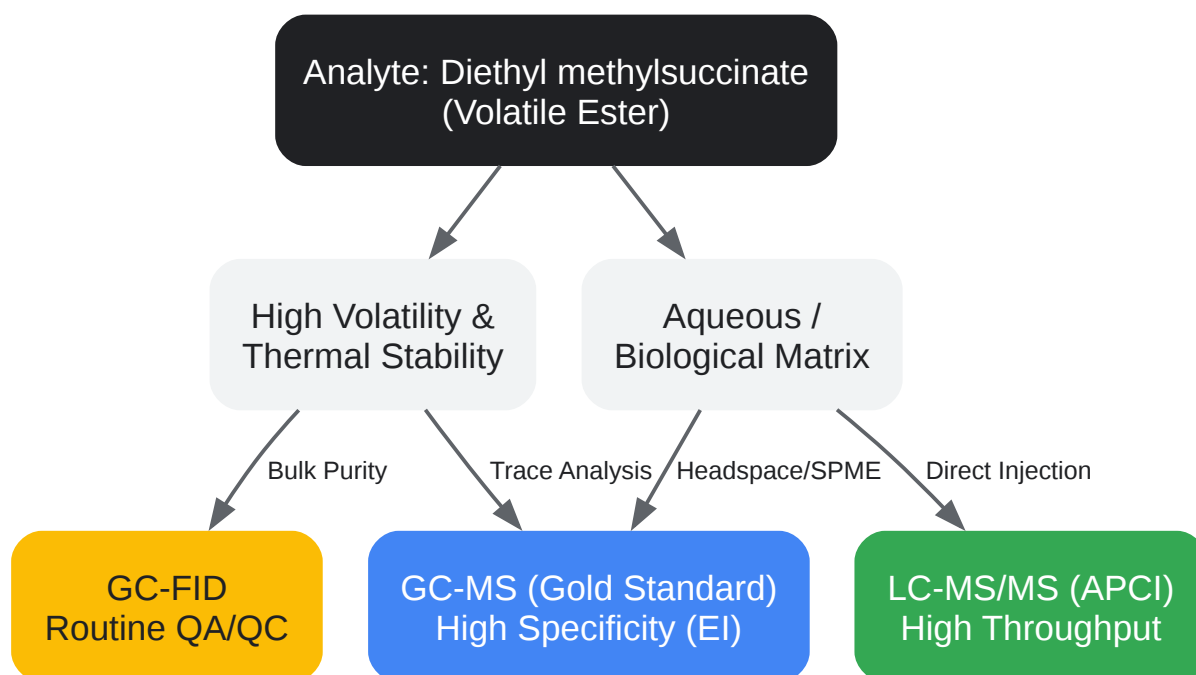 Analyte: Diethyl methylsuccinate
(Volatile Ester)
High Volatility &
Thermal Stability
Aqueous /
Biological Matrix
Bulk Purity
Trace Analysis
Headspace/SPME
Direct Injection
GC-FID
Routine QA/QC
GC-MS (Gold Standard)
High Specificity (EI)
LC-MS/MS (APCI)
High Throughput